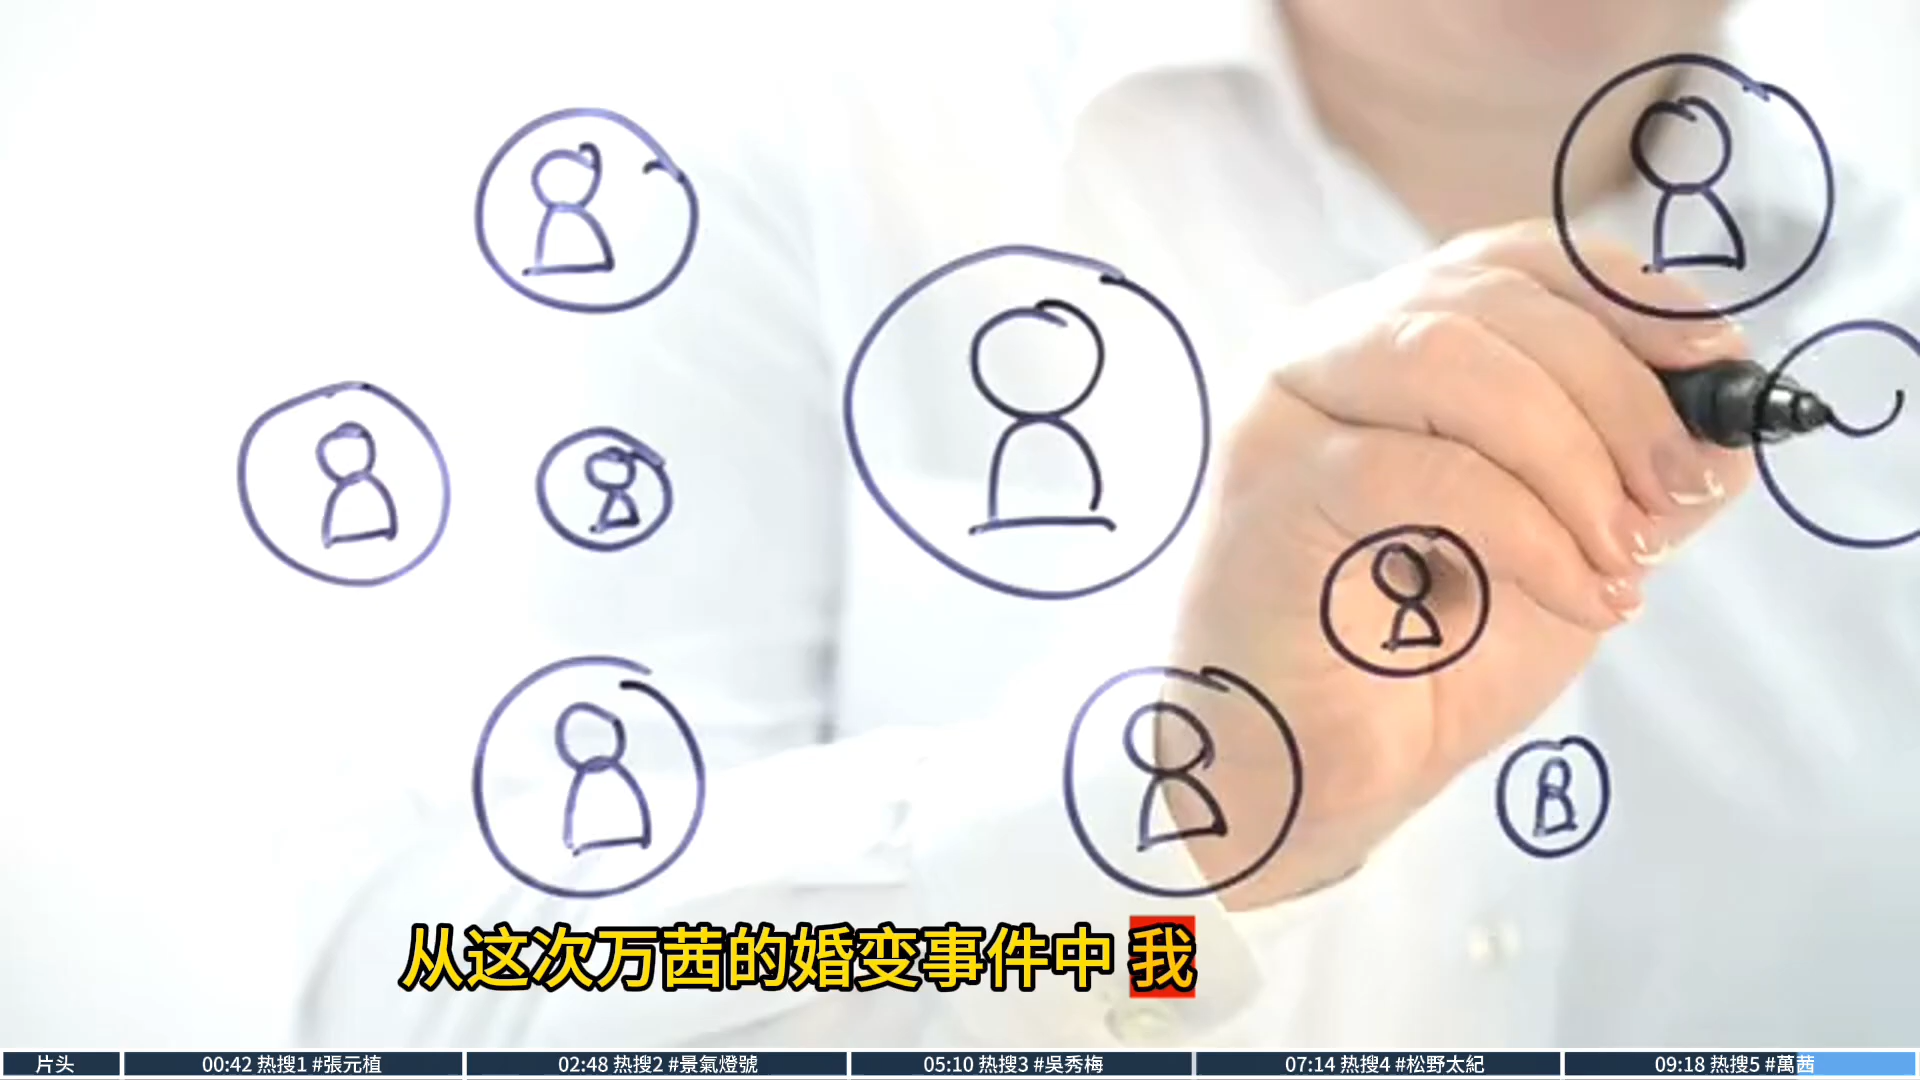 从这次万茜的婚变事件中 我
片头
00:42 热搜1 #張元植
02:48 热搜2 #景氣燈號
05:10 热搜3 #吳秀梅
07:14 热搜4 #松野太紀
09:18 热搜5 #萬茜